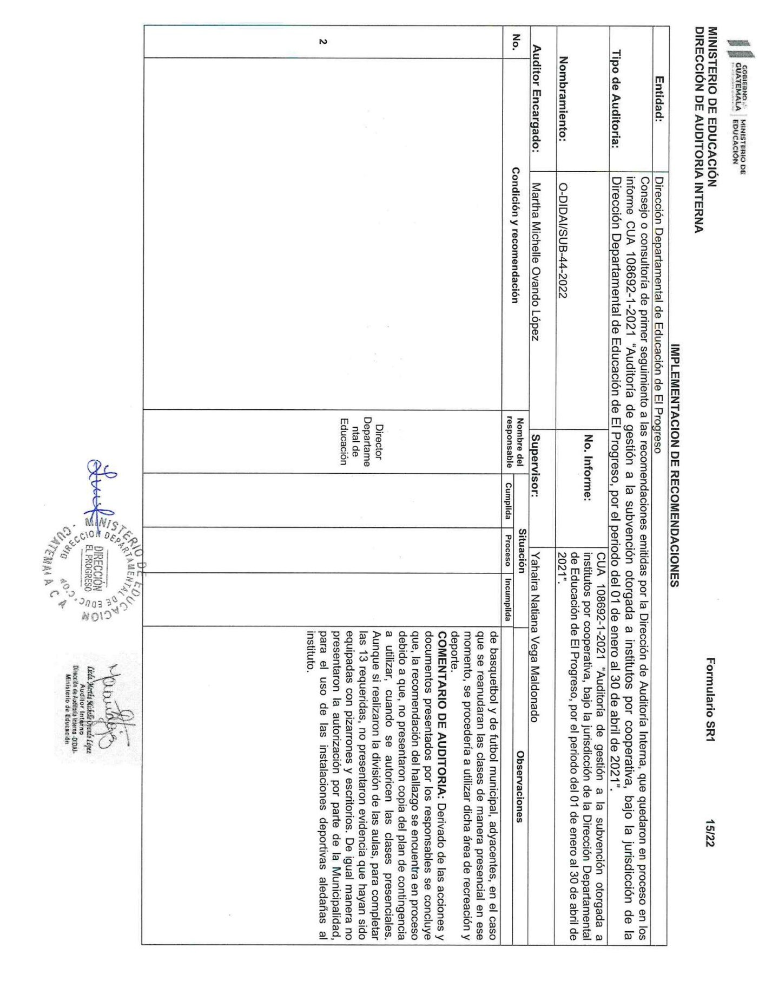 GOBIERNO de
GUATEMALA
MINISTERIO DE
EDUCACIÓN
MINISTERIO DE EDUCACIÓN
DIRECCIÓN DE AUDITORIA INTERNA
Formulario SR1
15/22
IMPLEMENTACION DE RECOMENDACIONES
Entidad:
Dirección Departamental de Educación de El Progreso
Tipo de Auditoria:
Consejo o consultoría de primer seguimiento a las recomendaciones emitidas por la Dirección de Auditoría Interna, que quedaron en proceso en los
informe CUA 108692-1-2021 “Auditoría de gestión a la subvención otorgada a institutos por cooperativa, bajo la jurisdicción de la
Dirección Departamental de Educación de El Progreso, por el periodo del 01 de enero al 30 de abril de 2021”.
Nombramiento:
O-DIDAI/SUB-44-2022
No. Informe:
CUA 108692-1-2021 “Auditoría de gestión a la subvención otorgada a
institutos por cooperativa, bajo la jurisdicción de la Dirección Departamental
de Educación de El Progreso, por el periodo del 01 de enero al 30 de abril de
2021”.
Auditor Encargado:
Martha Michelle Ovando López
Supervisor:
Yahaira Natiana Vega Maldonado
No.
Condición y recomendación
Nombre del
responsable
Situación
Cumplida
Proceso
Incumplida
Observaciones
2
Director
Departame
ntal de
Educación
de basquetbol y de futbol municipal, adyacentes, en el caso
que se reanudaran las clases de manera presencial en ese
momento, se procedería a utilizar dicha área de recreación y
deporte.
COMENTARIO DE AUDITORIA: Derivado de las acciones y
documentos presentados por los responsables se concluye
que, la recomendación del hallazgo se encuentra en proceso
debido a que, no presentaron copia del plan de contingencia
a utilizar, cuando se autoricen las clases presenciales.
Aunque si realizaron la división de las aulas, para completar
las 13 requeridas, no presentaron evidencia que hayan sido
equipadas con pizarrones y escritorios. De igual manera no
presentaron la autorización por parte de la Municipalidad,
para el uso de las instalaciones deportivas aledañas al
instituto.
MINISTERIO DE EDUCACION
DIRECCION DEPARTAMENTAL DE EDUC
DIRECCIÓN
EL PROGRESO
GUATEMALA C A
Licda. Martha Michelle Ovando López
Auditor Interno
Dirección de Auditoría Interna -DIDAI-
Ministerio de Educación